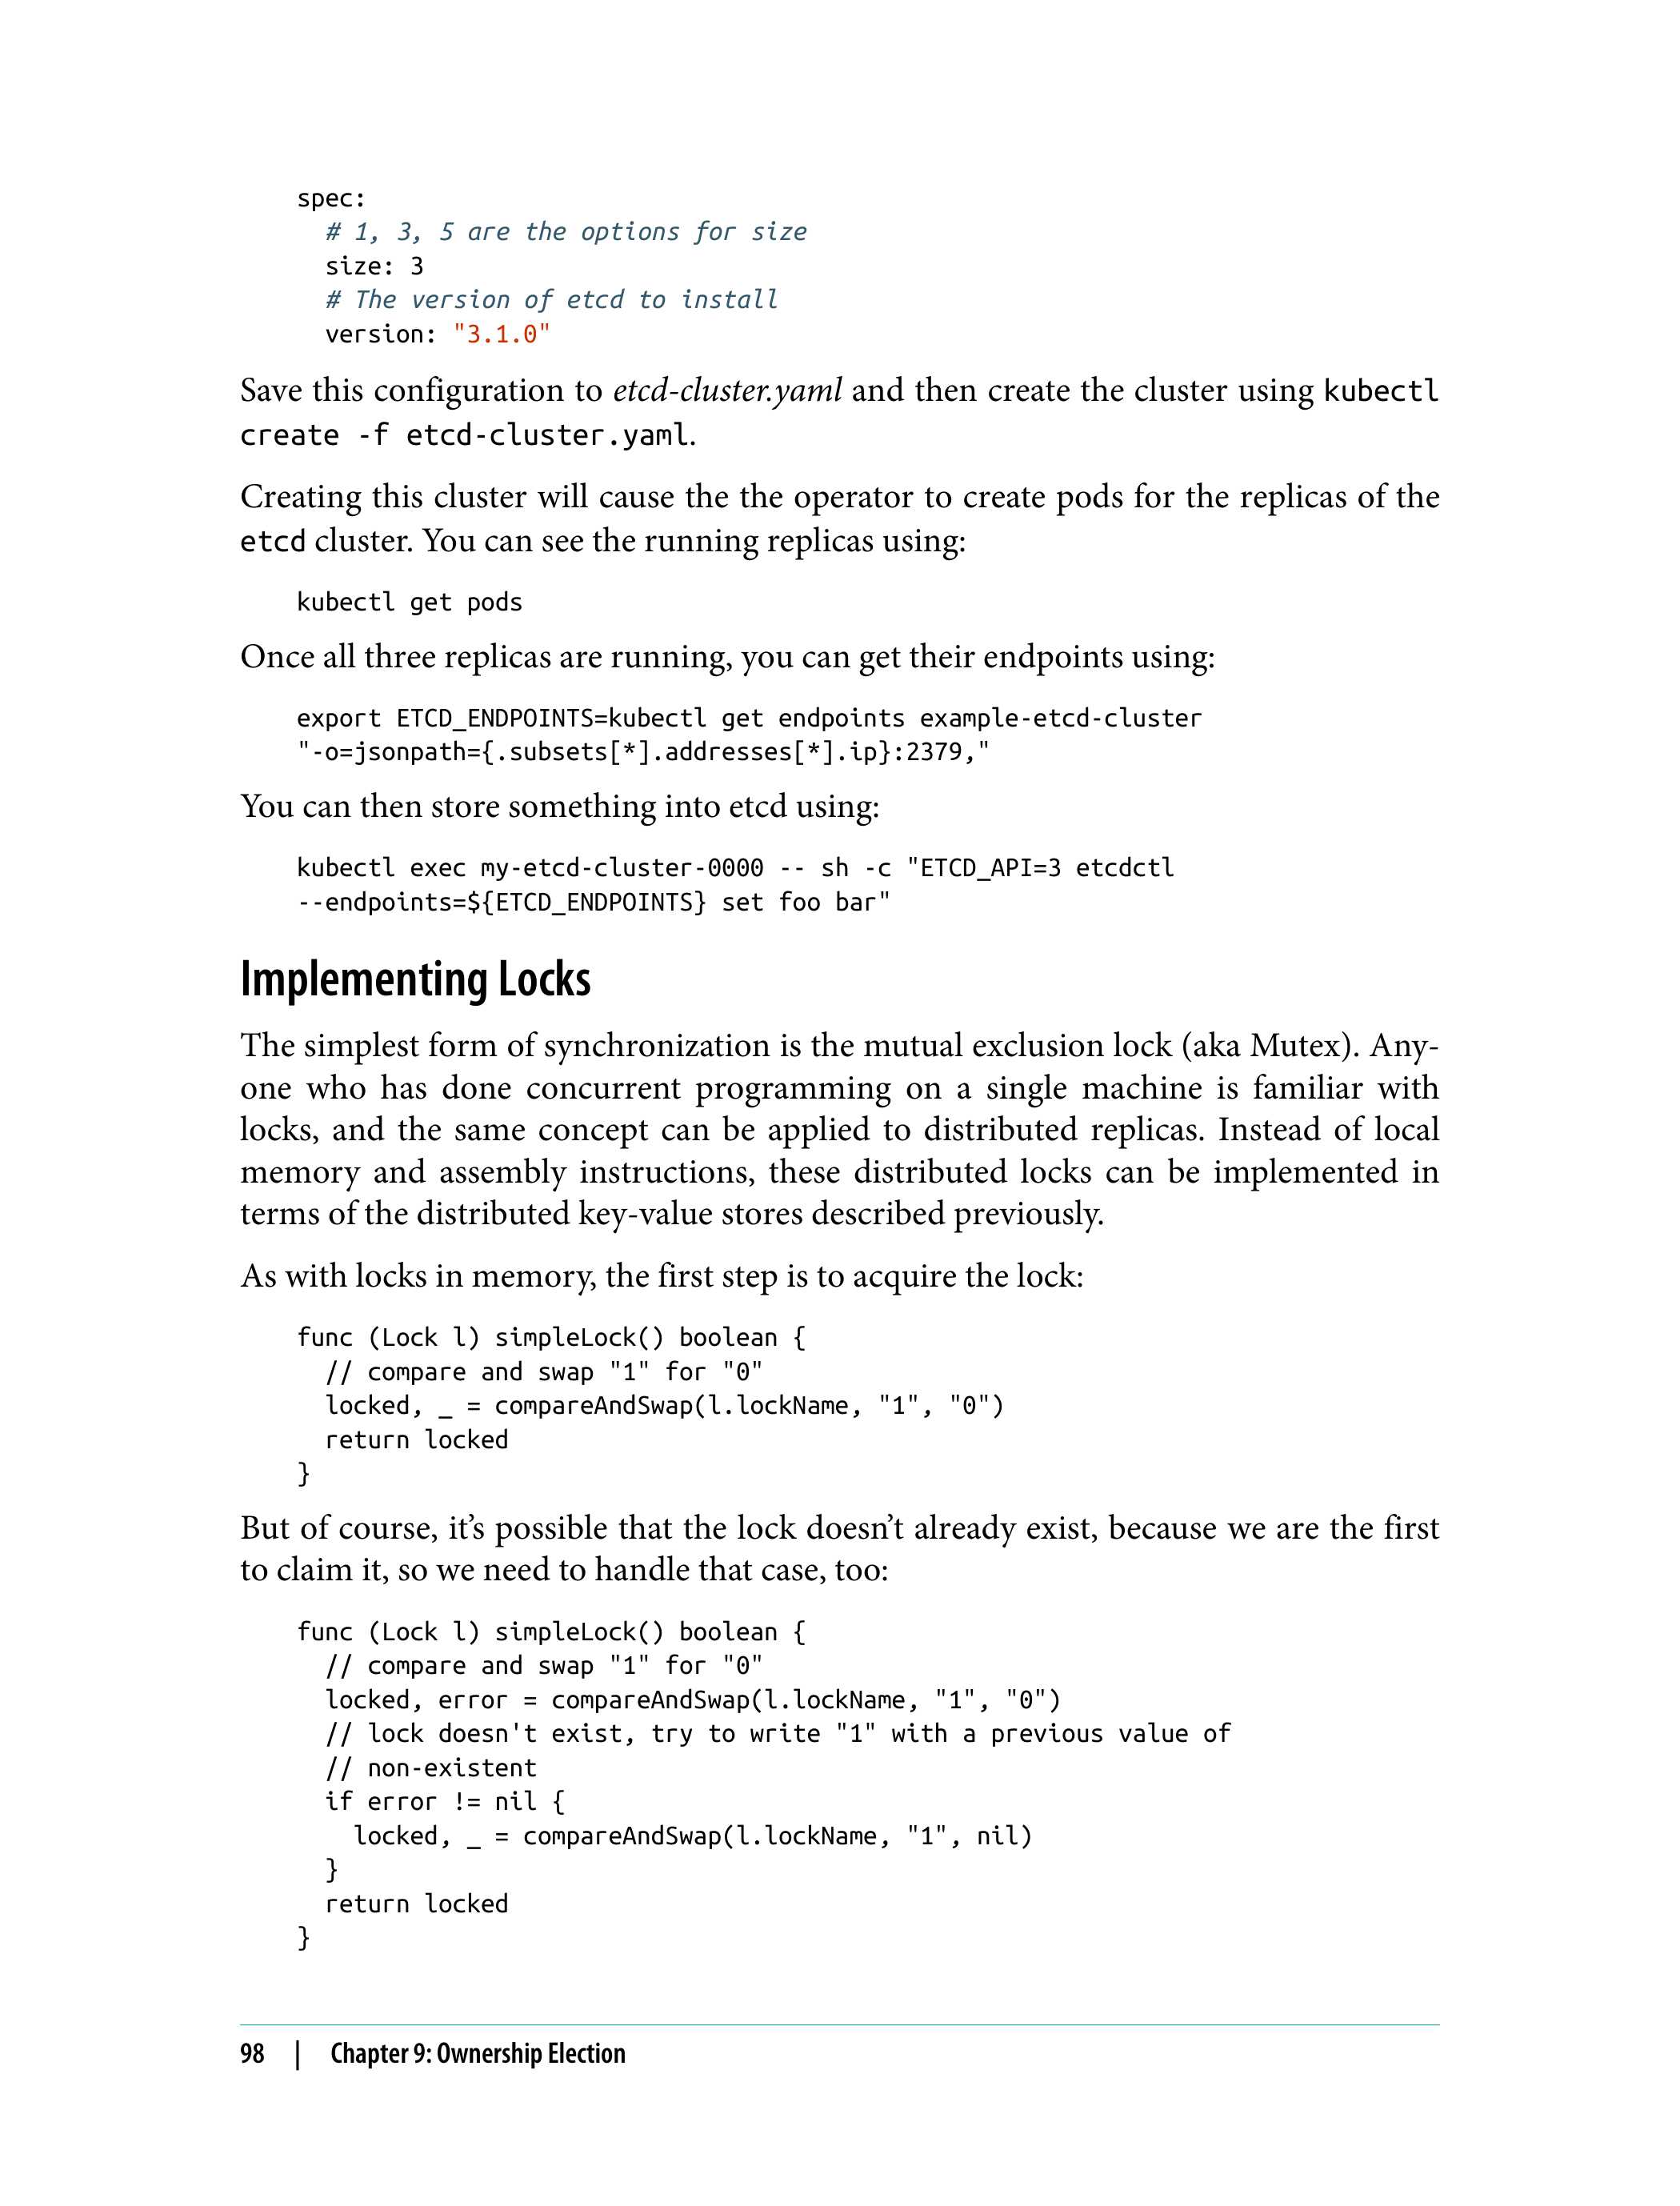 spec:
  # 1, 3, 5 are the options for size
  size: 3
  # The version of etcd to install
  version: "3.1.0"
Save this configuration to etcd-cluster.yaml and then create the cluster using kubectl
create -f etcd-cluster.yaml.
Creating this cluster will cause the the operator to create pods for the replicas of the
etcd cluster. You can see the running replicas using:
kubectl get pods
Once all three replicas are running, you can get their endpoints using:
export ETCD_ENDPOINTS=kubectl get endpoints example-etcd-cluster
"-o=jsonpath={.subsets[*].addresses[*].ip}:2379,"
You can then store something into etcd using:
kubectl exec my-etcd-cluster-0000 -- sh -c "ETCD_API=3 etcdctl
--endpoints=${ETCD_ENDPOINTS} set foo bar"
Implementing Locks
The simplest form of synchronization is the mutual exclusion lock (aka Mutex). Any-
one who has done concurrent programming on a single machine is familiar with
locks, and the same concept can be applied to distributed replicas. Instead of local
memory and assembly instructions, these distributed locks can be implemented in
terms of the distributed key-value stores described previously.
As with locks in memory, the first step is to acquire the lock:
func (Lock l) simpleLock() boolean {
  // compare and swap "1" for "0"
  locked, _ = compareAndSwap(l.lockName, "1", "0")
  return locked
}
But of course, it’s possible that the lock doesn’t already exist, because we are the first
to claim it, so we need to handle that case, too:
func (Lock l) simpleLock() boolean {
  // compare and swap "1" for "0"
  locked, error = compareAndSwap(l.lockName, "1", "0")
  // lock doesn't exist, try to write "1" with a previous value of
  // non-existent
  if error != nil {
    locked, _ = compareAndSwap(l.lockName, "1", nil)
  }
  return locked
}
98 | Chapter 9: Ownership Election